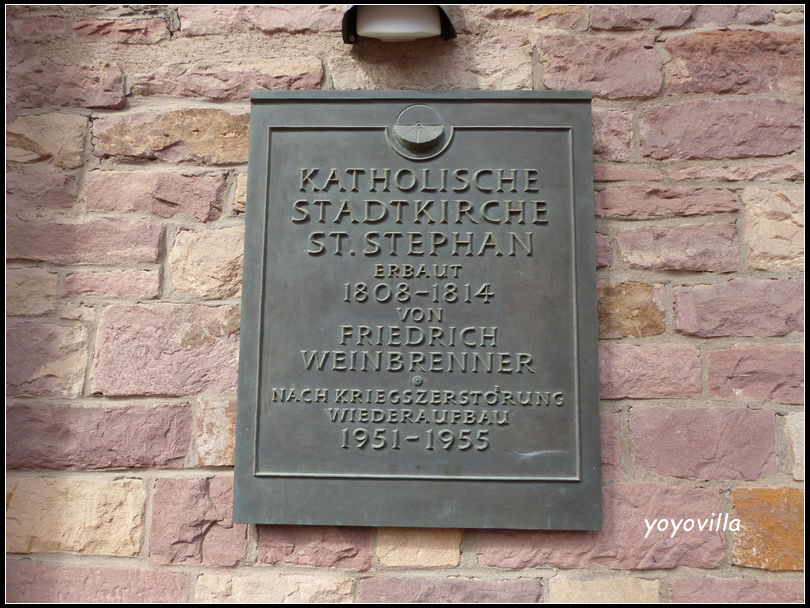 KATHOLISCHE
STADTKIRCHE
ST. STEPHAN
ERBAUT
1808-1814
VON
FRIEDRICH
WEINBRENNER
NACH KRIEGSZERSTÖRUNG
WIEDERAUFBAU
1951-1955
yoyovilla